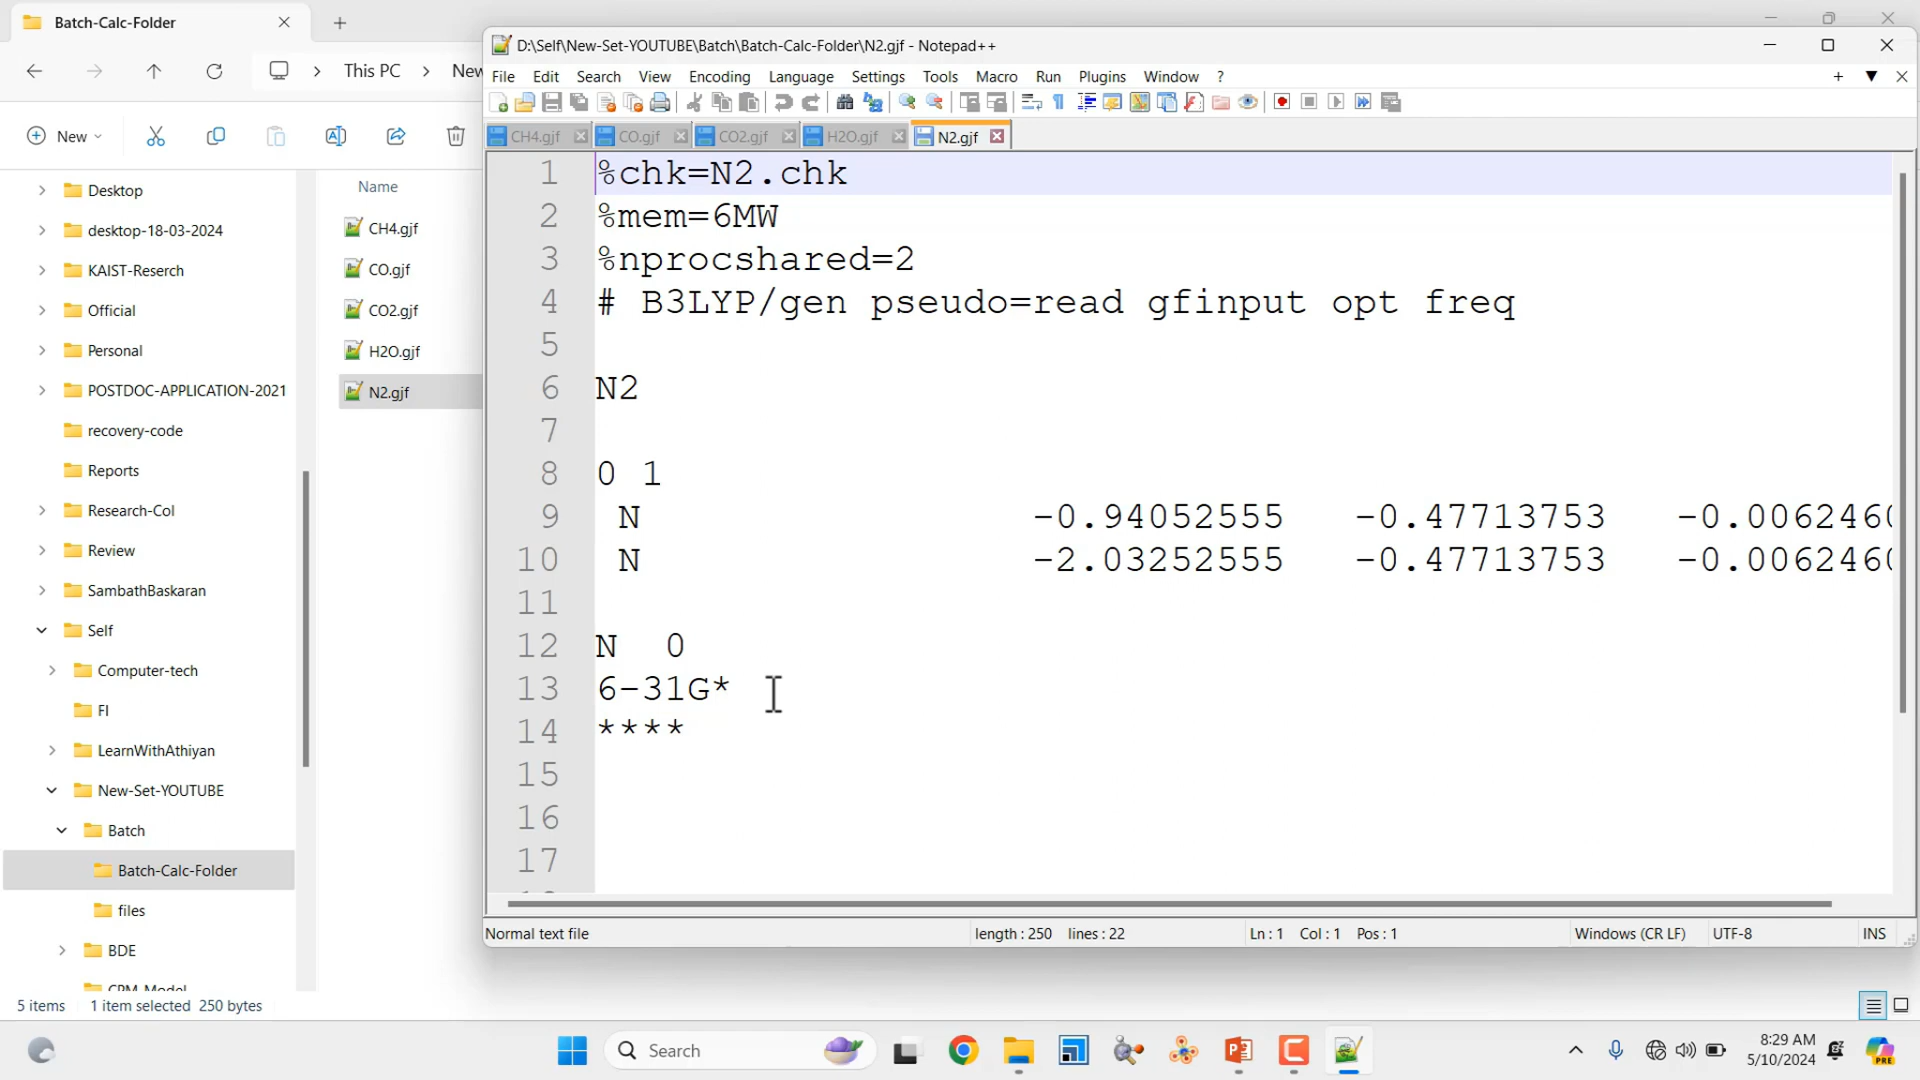 Batch-Calc-Folder
D:\Self\New-Set-YOUTUBE\Batch\Batch-Calc-Folder\N2.gjf - Notepad++
This PC
New
File Edit Search View Encoding Language Settings Tools Macro Run Plugins Window ?
New
CH4.gjf CO.gjf CO2.gjf H2O.gjf N2.gjf
Desktop
desktop-18-03-2024
KAIST-Reserch
Official
Personal
POSTDOC-APPLICATION-2021
recovery-code
Reports
Research-Col
Review
SambathBaskaran
Self
Computer-tech
FI
LearnWithAthiyan
New-Set-YOUTUBE
Batch
Batch-Calc-Folder
files
BDE
CPM_Model
Name
CH4.gjf
CO.gjf
CO2.gjf
H2O.gjf
N2.gjf
1 %chk=N2.chk
2 %mem=6MW
3 %nprocshared=2
4 # B3LYP/gen pseudo=read gfinput opt freq
5
6 N2
7
8 0 1
9 N -0.94052555 -0.47713753 -0.0062460
10 N -2.03252555 -0.47713753 -0.0062460
11
12 N 0
13 6-31G*
14 ****
15
16
17
Normal text file length : 250 lines : 22 Ln : 1 Col : 1 Pos : 1 Windows (CR LF) UTF-8 INS
5 items 1 item selected 250 bytes
Search
8:29 AM
5/10/2024
PRE